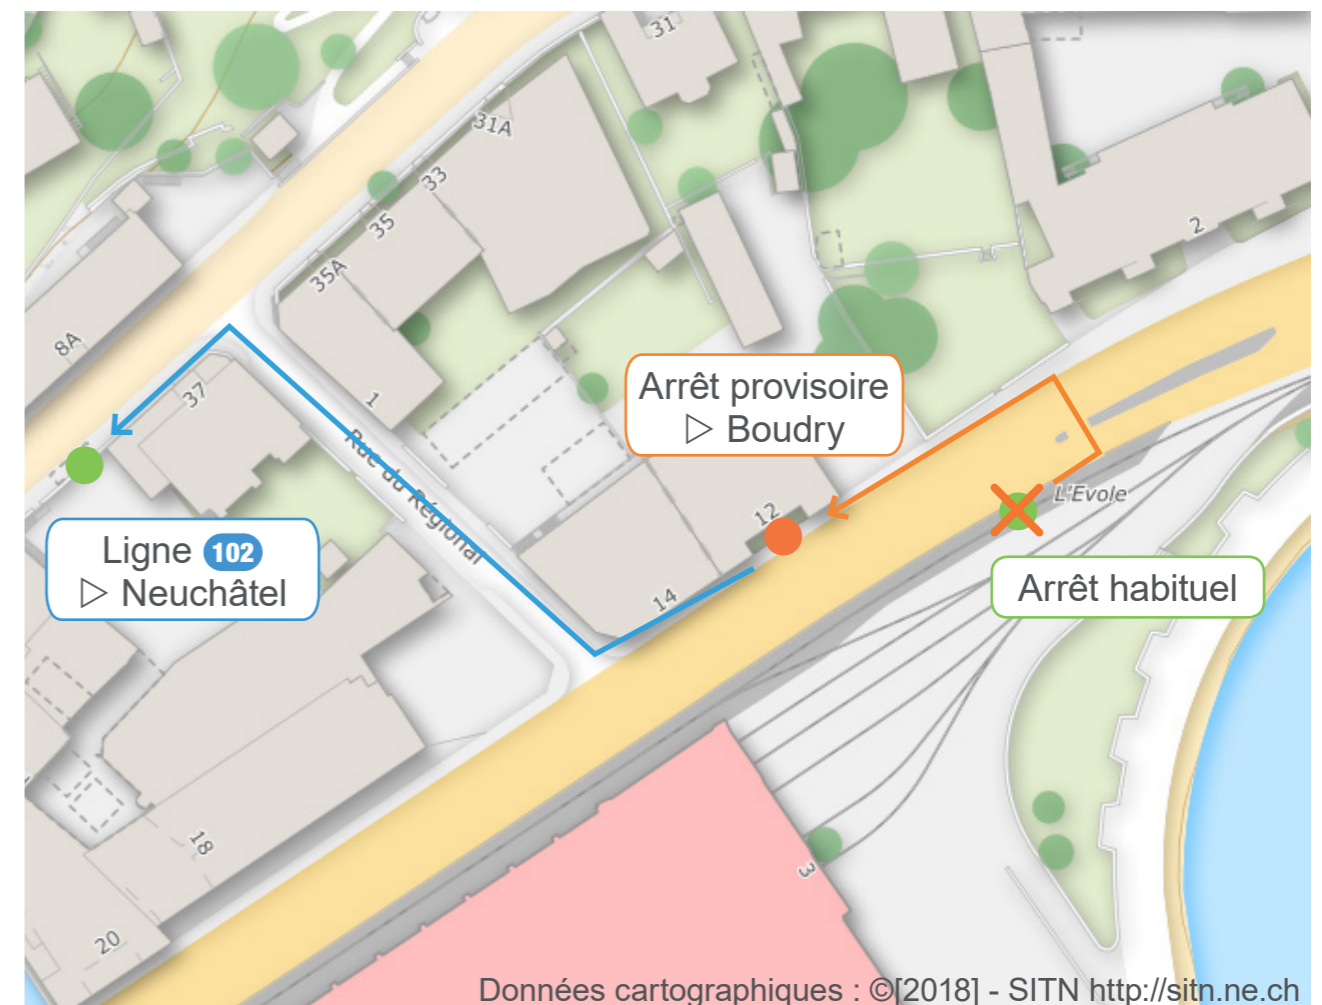 31
31A
33
35
35A
2
8A
37
1
Rue du Régional
Arrêt provisoire
▷ Boudry
12
L'Evole
Ligne 102
▷ Neuchâtel
Arrêt habituel
14
18
3
20
Données cartographiques : ©[2018] - SITN http://sitn.ne.ch